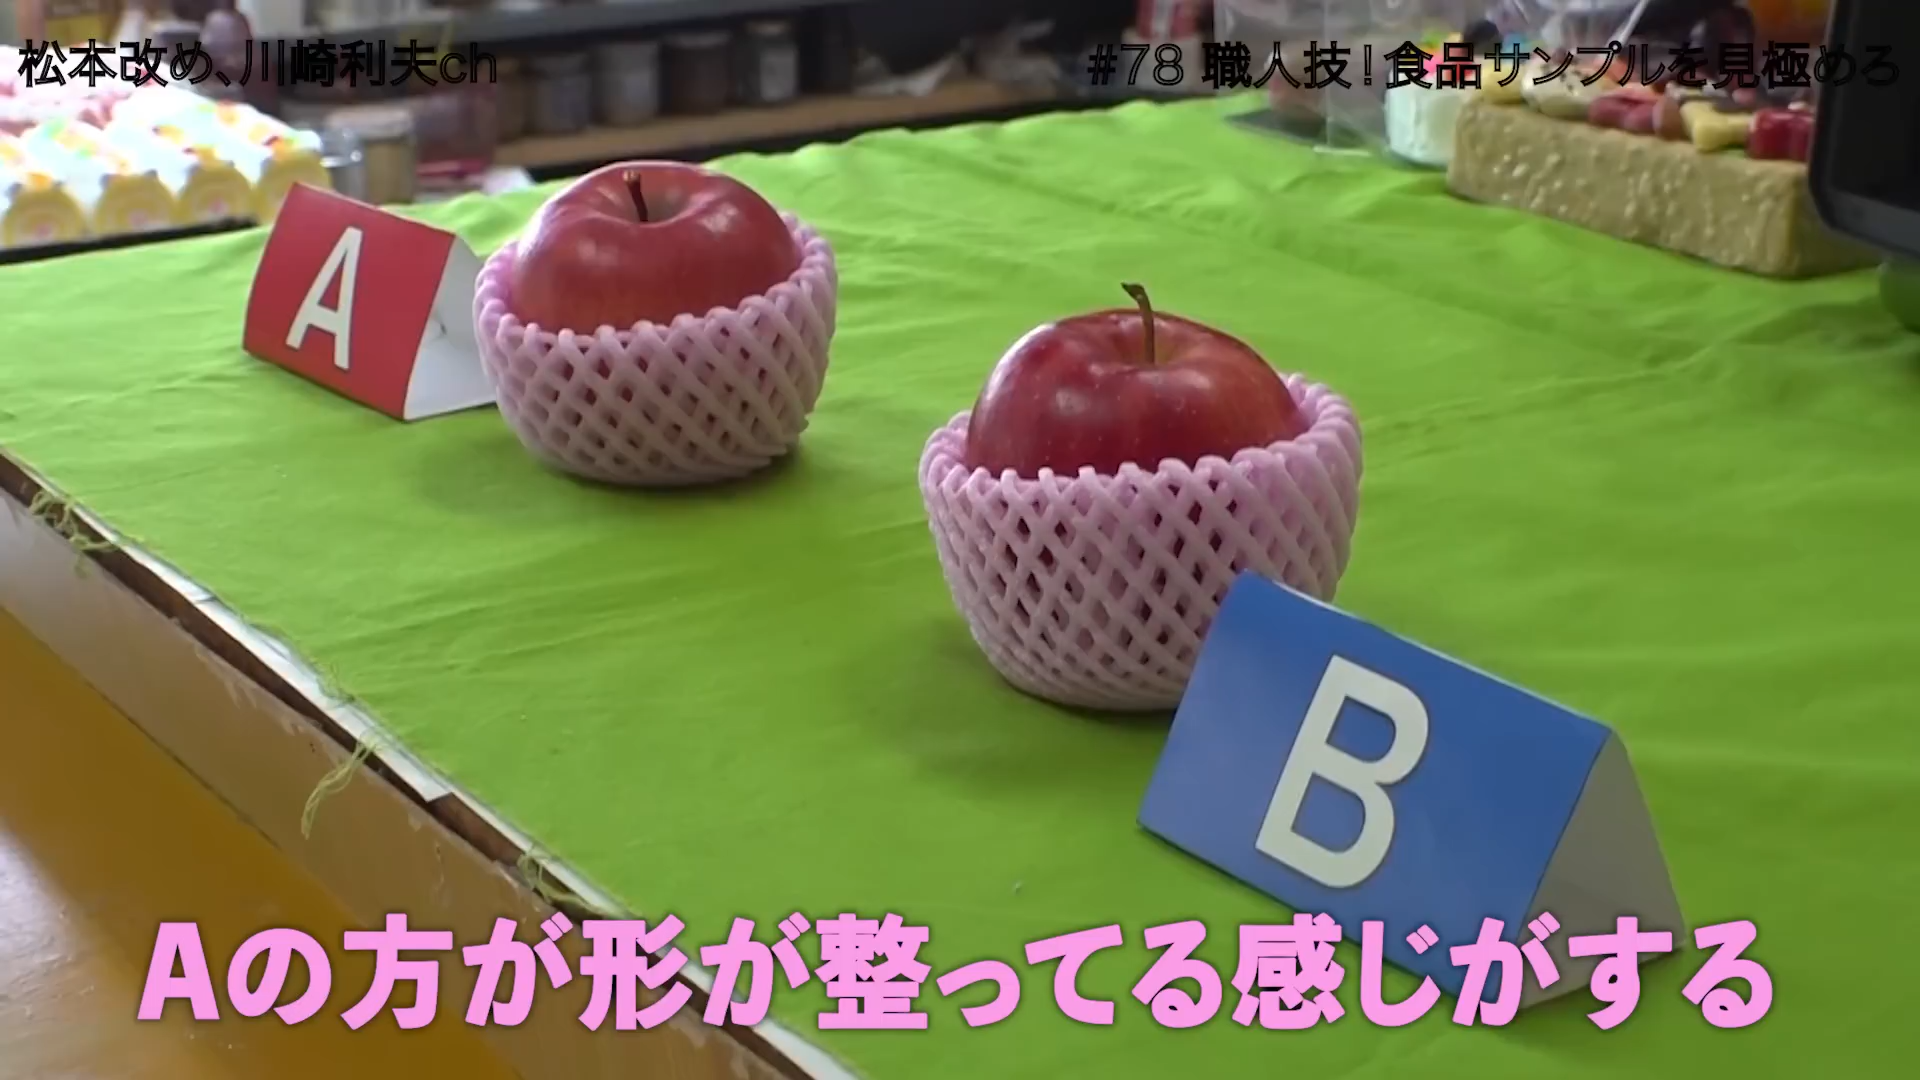 松本改め、川崎利夫ch
#78 職人技!食品サンプルを見極めろ
A
B
Aの方が形が整ってる感じがする